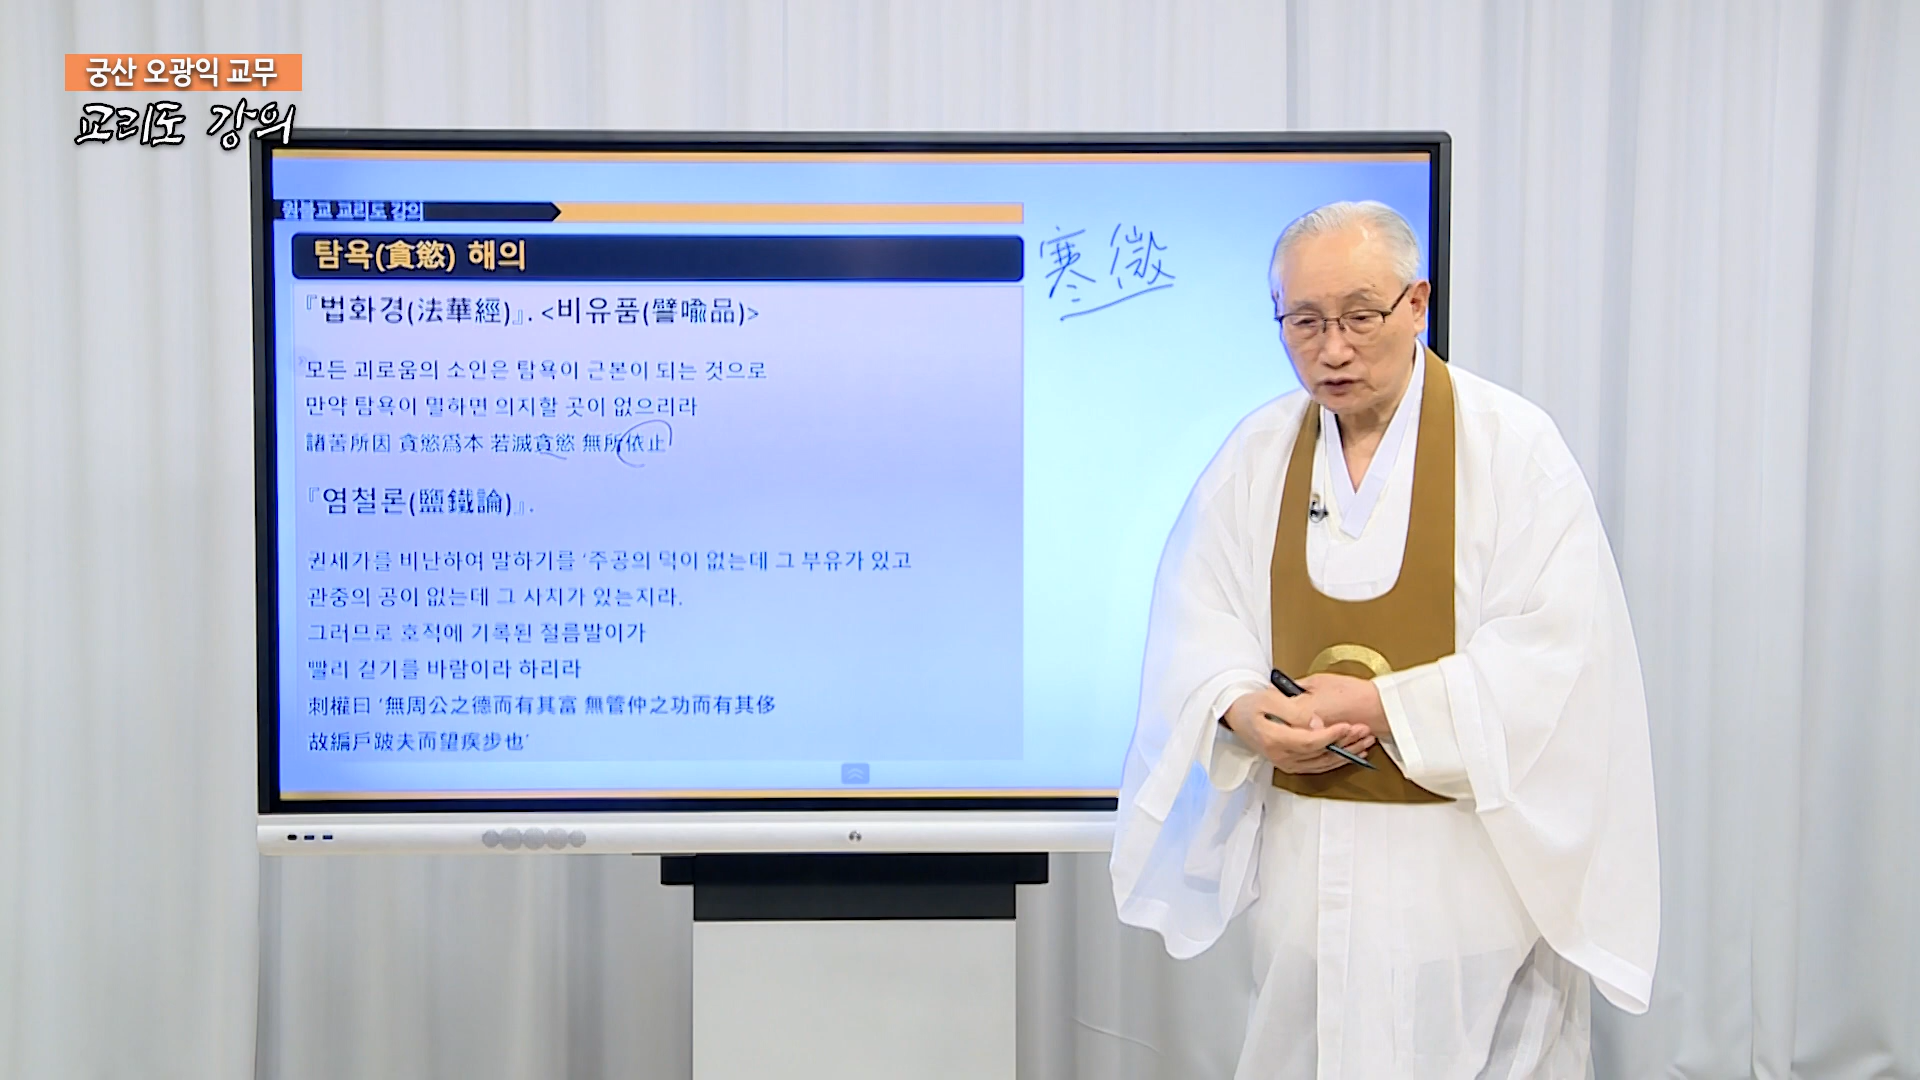 궁산 오광익 교무
교리도 강의
원불교 교리도 강의
탐욕(貪慾) 해의
寒微
『법화경(法華經)』. <비유품(譬喩品)>
모든 괴로움의 소인은 탐욕이 근본이 되는 것으로
만약 탐욕이 멸하면 의지할 곳이 없으리라
諸苦所因 貪慾爲本 若滅貪慾 無所依止
『염철론(鹽鐵論)』.
권세가를 비난하여 말하기를 ‘주공의 덕이 없는데 그 부유가 있고
관중의 공이 없는데 그 사치가 있는지라.
그러므로 호적에 기록된 절름발이가
빨리 걷기를 바람이라 하리라
刺權曰 ‘無周公之德而有其富 無管仲之功而有其侈
故編戶跛夫而望疾步也’